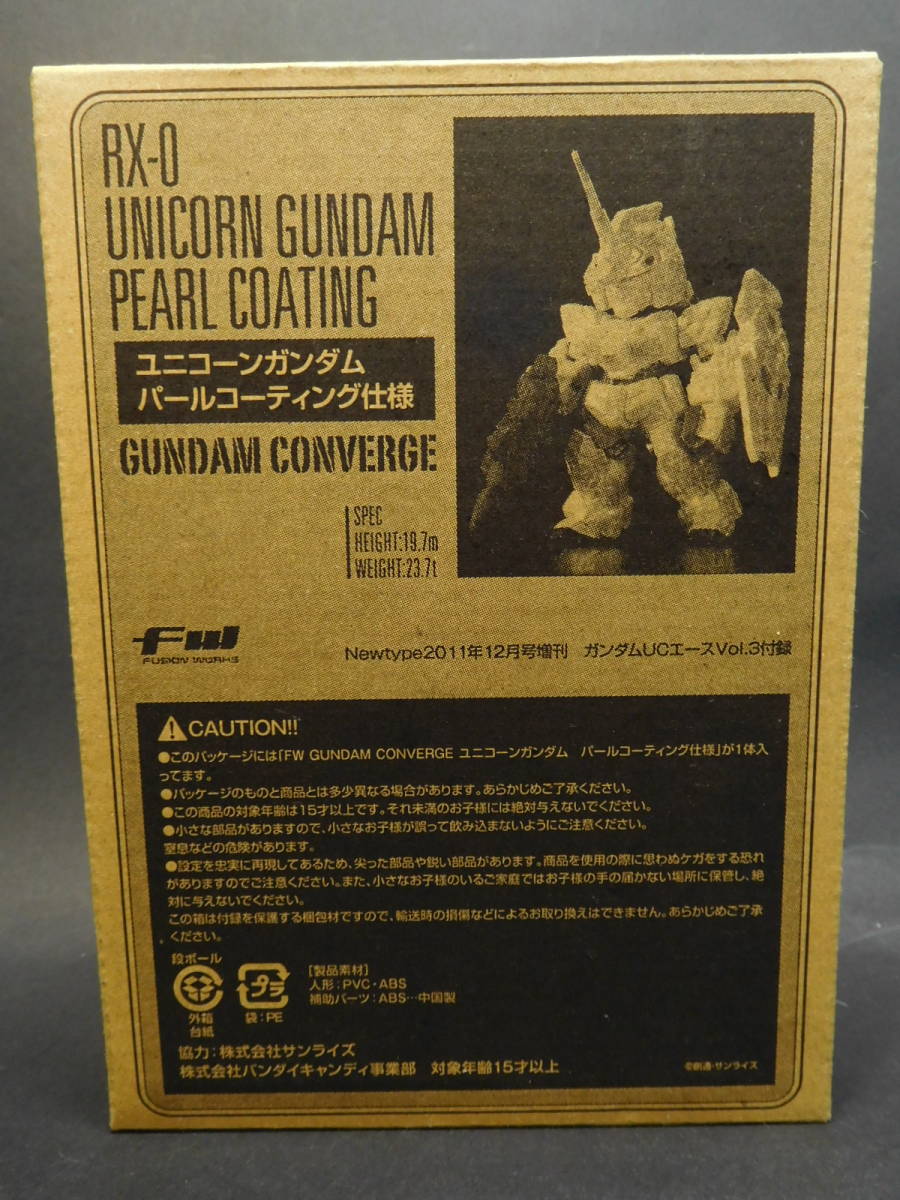 RX-0
UNICORN GUNDAM
PEARL COATING
ユニコーンガンダム
パールコーティング仕様
GUNDAM CONVERGE
SPEC
HEIGHT:19.7m
WEIGHT:23.7t
FW
FUSION WORKS
Newtype2011年12月号増刊 ガンダムUCエースVol.3付録
CAUTION!!
●このパッケージには「FW GUNDAM CONVERGE ユニコーンガンダム パールコーティング仕様」が1体入
ってます。
●パッケージのものと商品とは多少異なる場合があります。あらかじめご了承ください。
●この商品の対象年齢は15才以上です。それ未満のお子様には絶対与えないでください。
●小さな部品がありますので、小さなお子様が誤って飲み込まないようにご注意ください。
窒息などの危険があります。
●設定を忠実に再現してあるため、尖った部品や鋭い部品があります。商品を使用の際に思わぬケガをする恐れ
がありますのでご注意ください。また、小さなお子様のいるご家庭ではお子様の手の届かない場所に保管し、絶
対に与えないでください。
この箱は付録を保護する梱包材ですので、輸送時の損傷などによるお取り換えはできません。あらかじめご了承
ください。
段ボール
外箱
台紙
プラ
袋:PE
[製品素材]
人形:PVC・ABS
補助パーツ:ABS…中国製
協力:株式会社サンライズ
株式会社バンダイキャンディ事業部 対象年齢15才以上
©創通・サンライズ